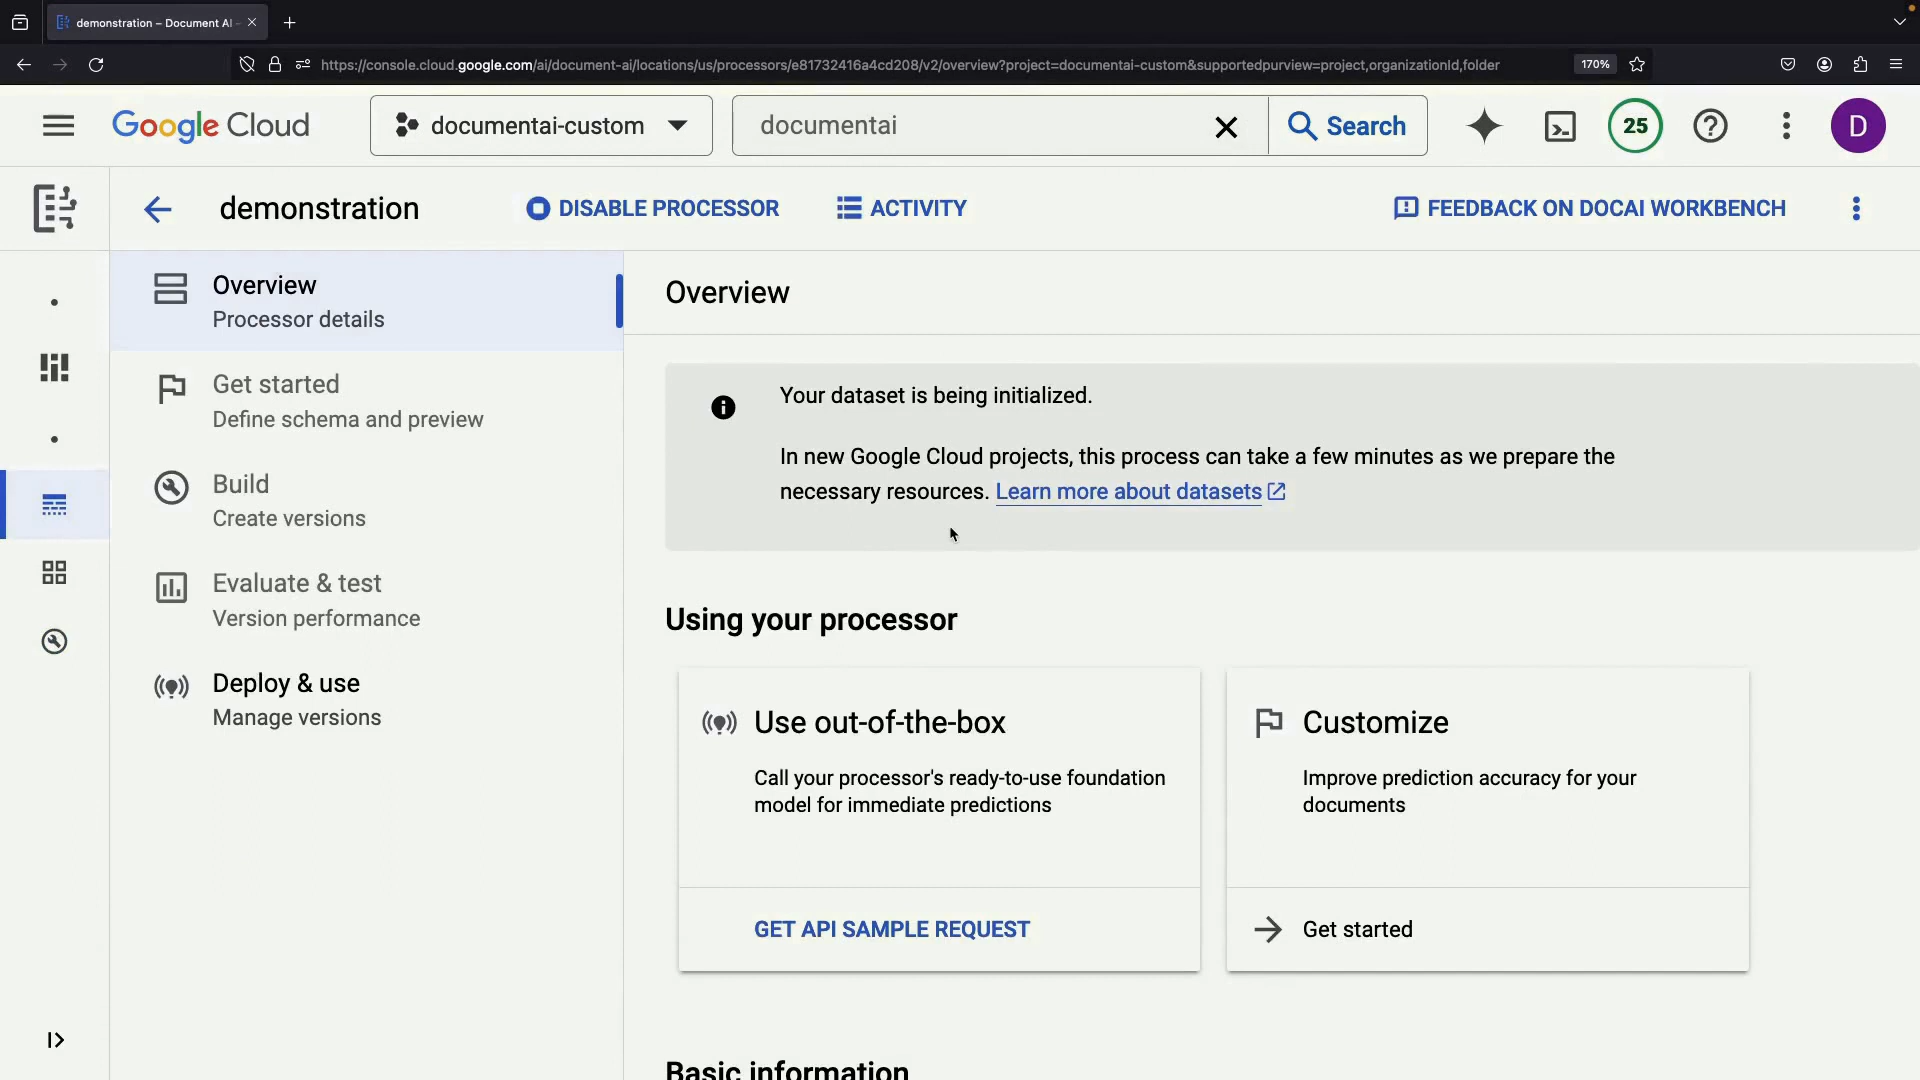 demonstration – Document AI –
https://console.cloud.google.com/ai/document-ai/locations/us/processors/e81732416a4cd208/v2/overview?project=documentai-custom&supportedpurview=project,organizationId,folder
170%
Google Cloud
documentai-custom
documentai
Search
25
D
demonstration
DISABLE PROCESSOR
ACTIVITY
FEEDBACK ON DOCAI WORKBENCH
Overview
Processor details
Get started
Define schema and preview
Build
Create versions
Evaluate & test
Version performance
Deploy & use
Manage versions
Overview
Your dataset is being initialized.
In new Google Cloud projects, this process can take a few minutes as we prepare the
necessary resources. Learn more about datasets
Using your processor
Use out-of-the-box
Call your processor's ready-to-use foundation
model for immediate predictions
GET API SAMPLE REQUEST
Customize
Improve prediction accuracy for your
documents
Get started
Basic information